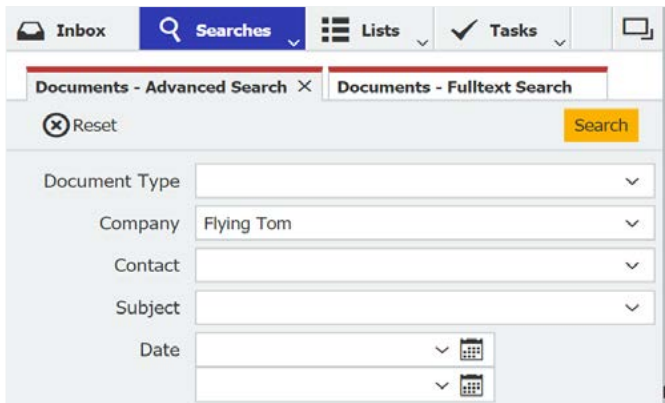 Inbox Searches Lists Tasks
Documents - Advanced Search Documents - Fulltext Search
Reset Search
Document Type
Company Flying Tom
Contact
Subject
Date